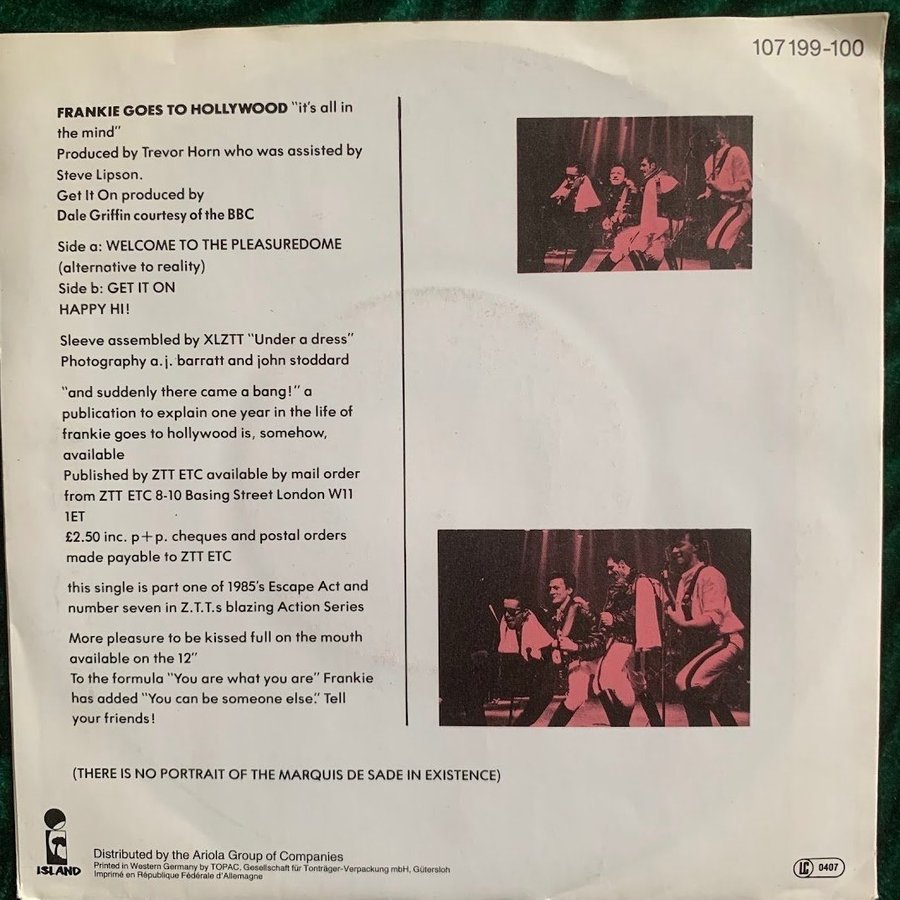 107 199-100
FRANKIE GOES TO HOLLYWOOD "it's all in
the mind"
Produced by Trevor Horn who was assisted by
Steve Lipson.
Get It On produced by
Dale Griffin courtesy of the BBC
Side a: WELCOME TO THE PLEASUREDOME
(alternative to reality)
Side b: GET IT ON
HAPPY HI!
Sleeve assembled by XLZTT "Under a dress"
Photography a.j. barratt and john stoddard
"and suddenly there came a bang!" a
publication to explain one year in the life of
frankie goes to hollywood is, somehow,
available
Published by ZTT ETC available by mail order
from ZTT ETC 8-10 Basing Street London W11
1ET
£2.50 inc. p+p. cheques and postal orders
made payable to ZTT ETC
this single is part one of 1985's Escape Act and
number seven in Z.T.T.s blazing Action Series
More pleasure to be kissed full on the mouth
available on the 12"
To the formula "You are what you are" Frankie
has added "You can be someone else." Tell
your friends!
(THERE IS NO PORTRAIT OF THE MARQUIS DE SADE IN EXISTENCE)
ISLAND
Distributed by the Ariola Group of Companies
Printed in Western Germany by TOPAC, Gesellschaft für Tonträger-Verpackung mbH, Gütersloh
Imprimé en République Fédérale d'Allemagne
LC 0407